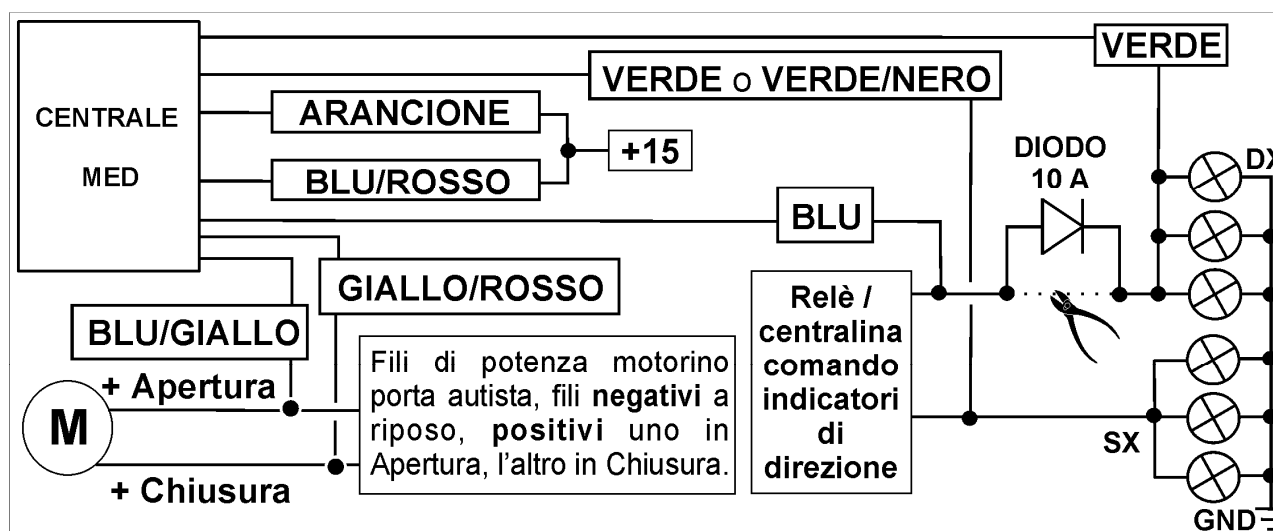 VERDE
VERDE o VERDE/NERO
CENTRALE
MED
ARANCIONE
+15
BLU/ROSSO
DIODO
10 A
DX
BLU
GIALLO/ROSSO
BLU/GIALLO
+ Apertura
M
+ Chiusura
Fili di potenza motorino
porta autista, fili negativi a
riposo, positivi uno in
Apertura, l'altro in Chiusura.
Relè /
centralina
comando
indicatori
di
direzione
SX
GND